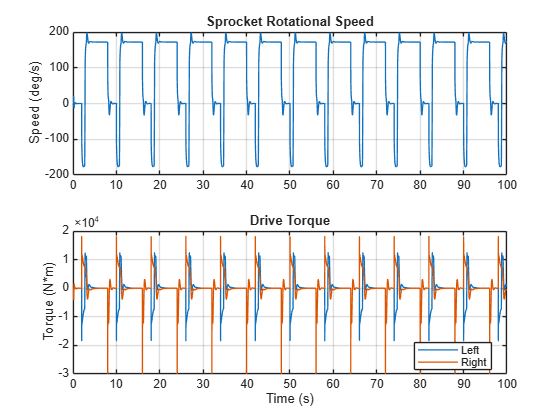 Sprocket Rotational Speed
200
100
0
-100
-200
Speed (deg/s)
0 10 20 30 40 50 60 70 80 90 100
Drive Torque
×10⁴
2
1
0
-1
-2
-3
Torque (N*m)
Left
Right
0 10 20 30 40 50 60 70 80 90 100
Time (s)